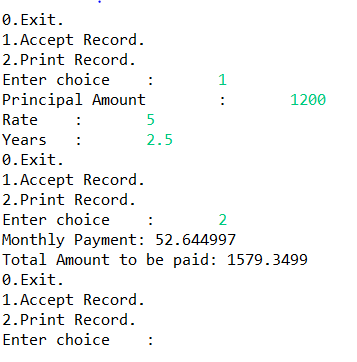 0.Exit.
1.Accept Record.
2.Print Record.
Enter choice : 1
Principal Amount : 1200
Rate : 5
Years : 2.5
0.Exit.
1.Accept Record.
2.Print Record.
Enter choice : 2
Monthly Payment: 52.644997
Total Amount to be paid: 1579.3499
0.Exit.
1.Accept Record.
2.Print Record.
Enter choice :